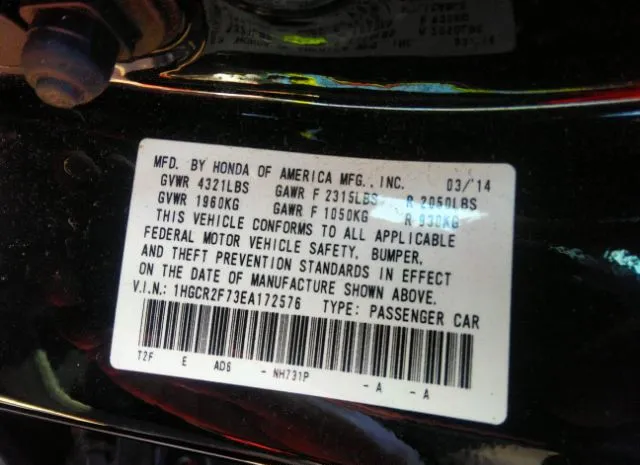 MFD. BY HONDA OF AMERICA MFG., INC. 03/'14
GVWR 4321LBS GAWR F 2315LBS R 2050LBS
GVWR 1960KG GAWR F 1050KG R 930KG
THIS VEHICLE CONFORMS TO ALL APPLICABLE
FEDERAL MOTOR VEHICLE SAFETY, BUMPER,
AND THEFT PREVENTION STANDARDS IN EFFECT
ON THE DATE OF MANUFACTURE SHOWN ABOVE.
V.I.N.: 1HGCR2F73EA172576 TYPE: PASSENGER CAR
T2F E AD6 - NH731P - A - A